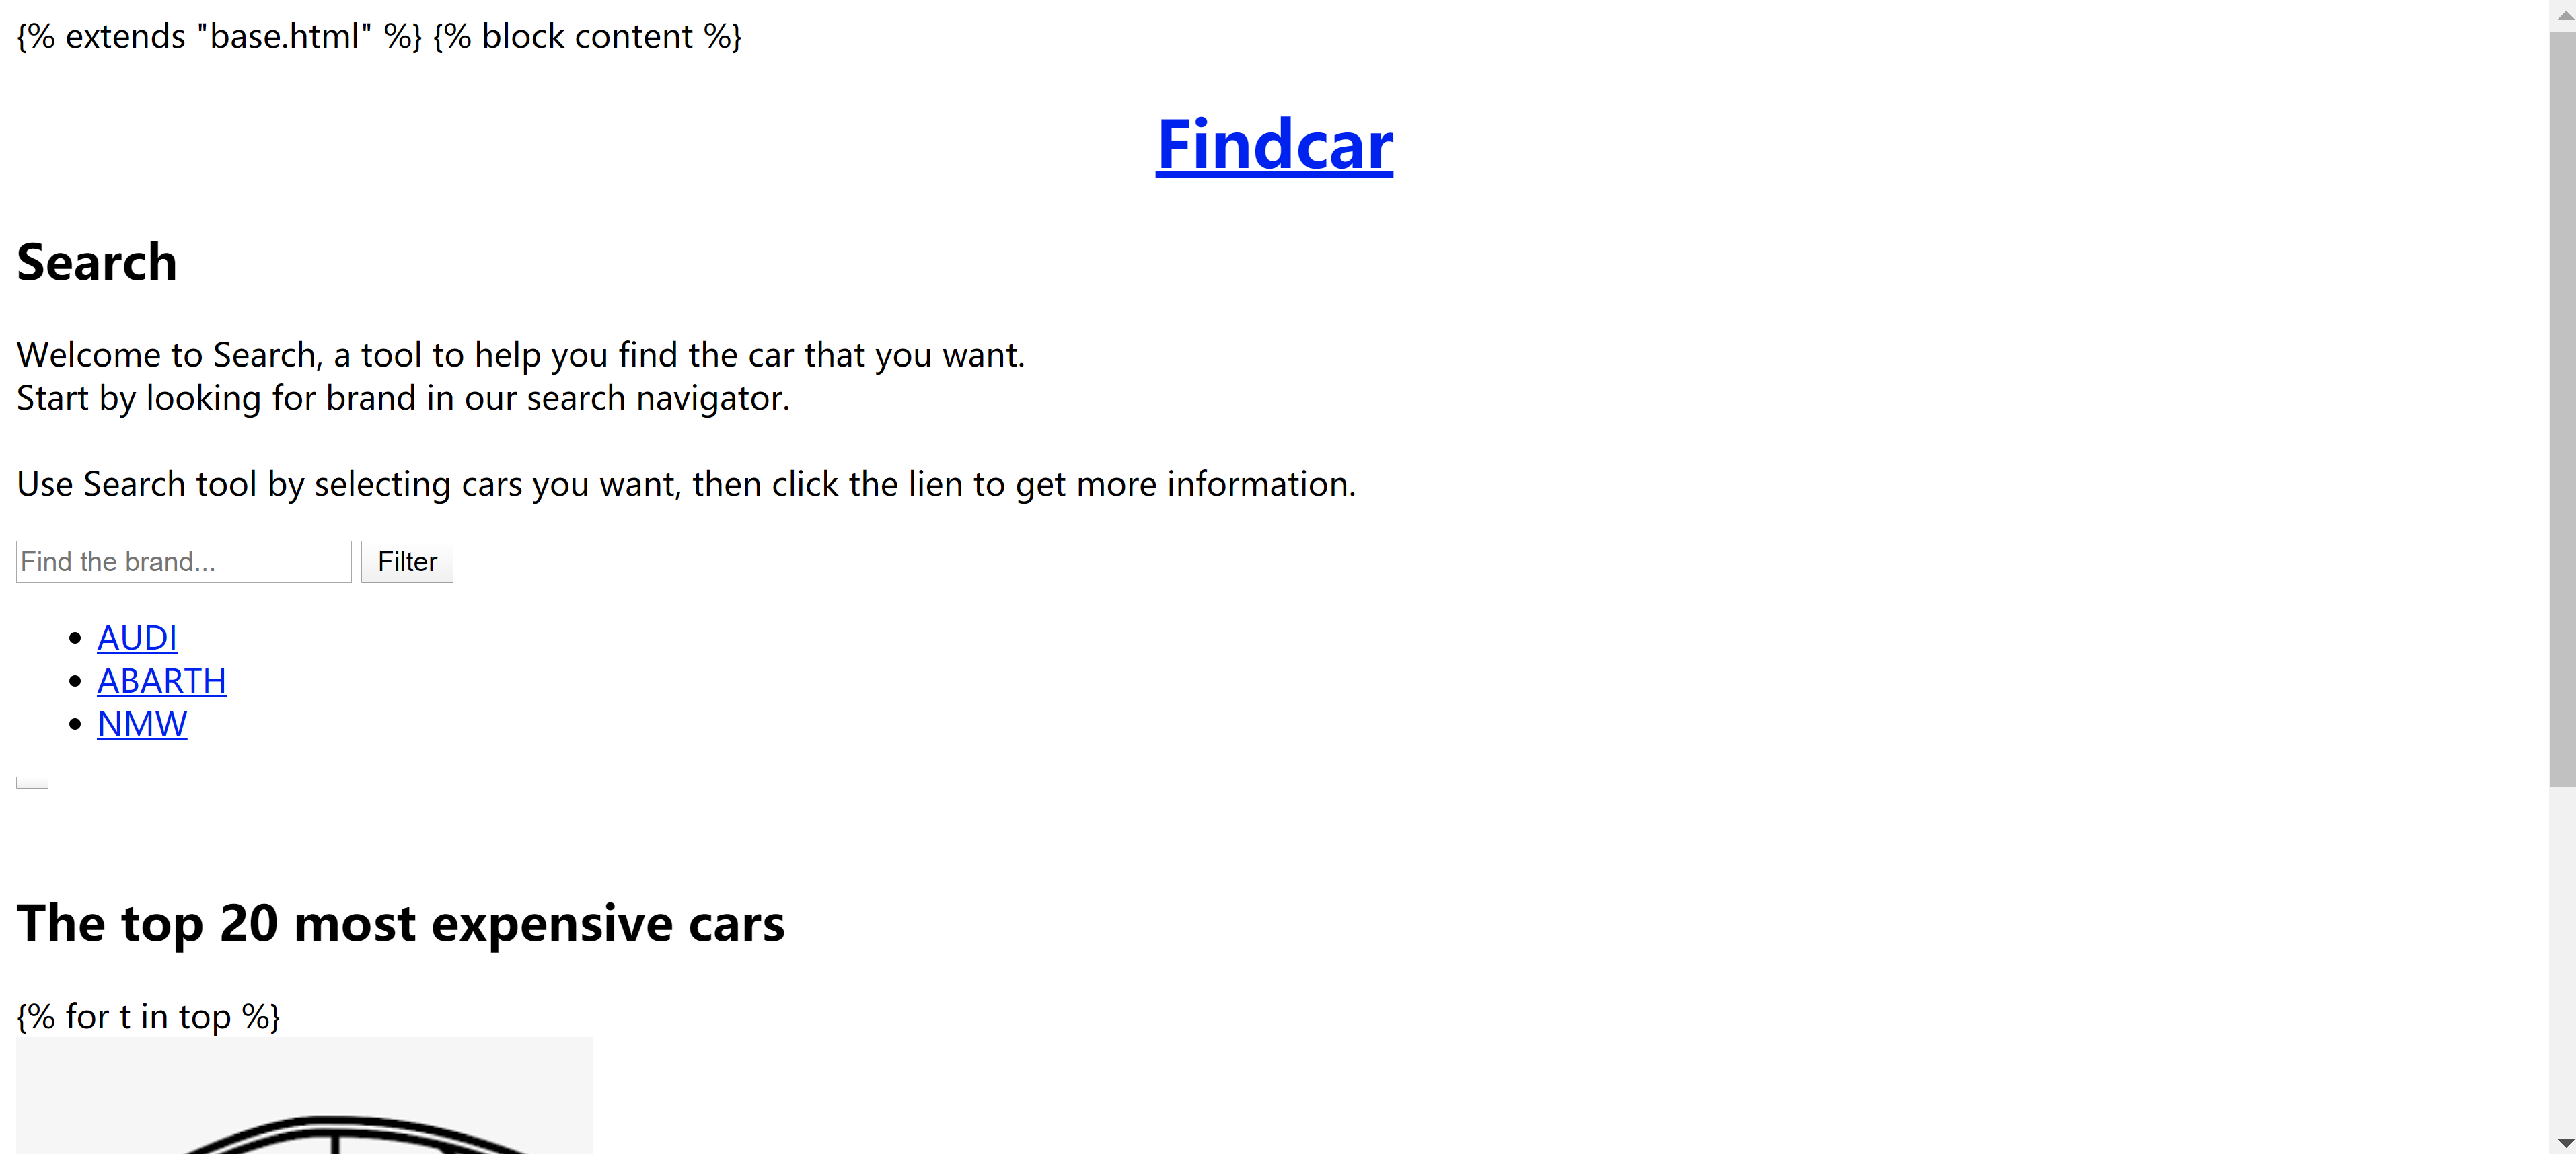 {% extends "base.html" %} {% block content %}
Findcar
Search
Welcome to Search, a tool to help you find the car that you want.
Start by looking for brand in our search navigator.
Use Search tool by selecting cars you want, then click the lien to get more information.
Find the brand... Filter
AUDI
ABARTH
NMW
The top 20 most expensive cars
{% for t in top %}